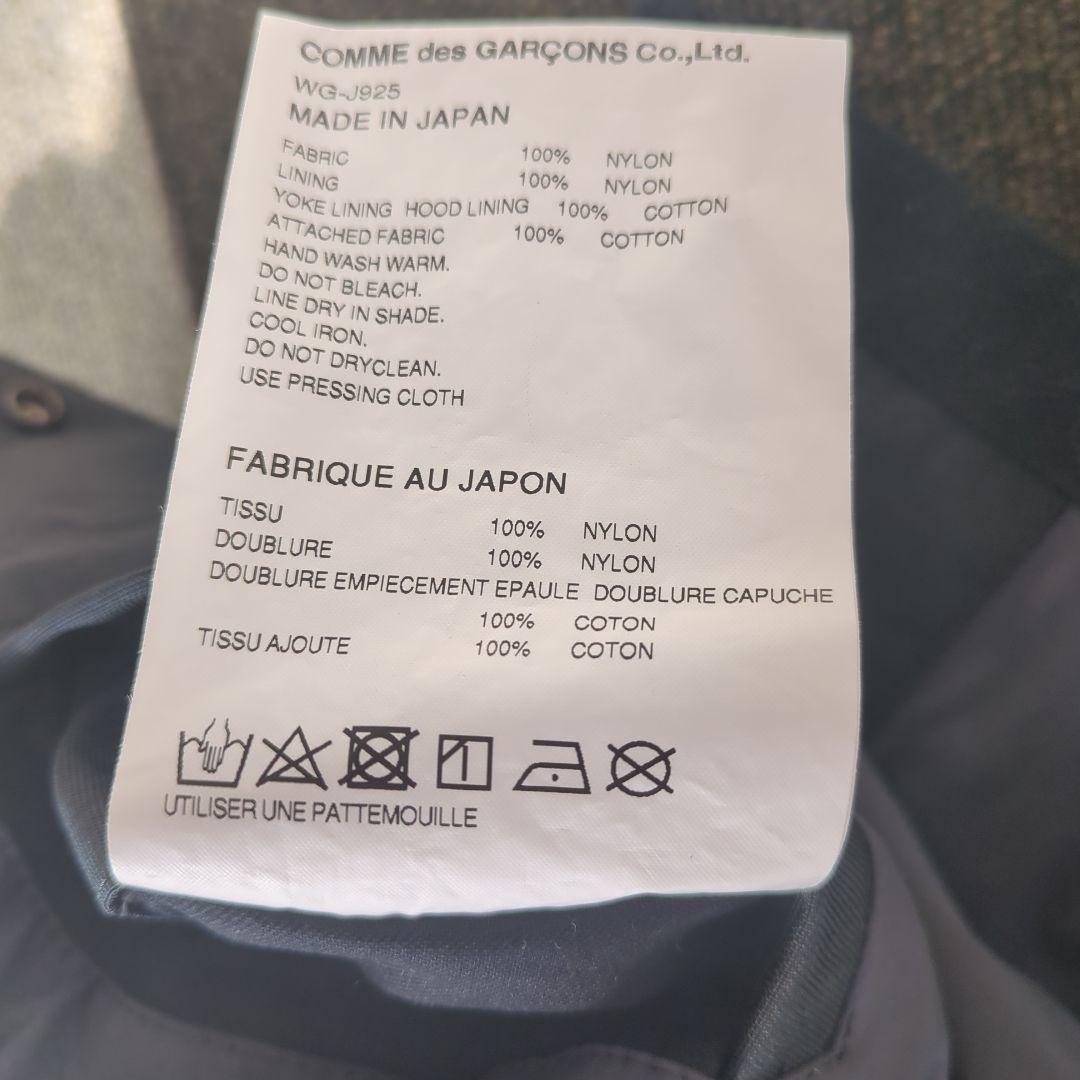 COMME des GARÇONS Co.,Ltd.
WG-J925
MADE IN JAPAN
FABRIC 100% NYLON
LINING 100% NYLON
YOKE LINING HOOD LINING 100% COTTON
ATTACHED FABRIC 100% COTTON
HAND WASH WARM.
DO NOT BLEACH.
LINE DRY IN SHADE.
COOL IRON.
DO NOT DRYCLEAN.
USE PRESSING CLOTH
FABRIQUE AU JAPON
TISSU 100% NYLON
DOUBLURE 100% NYLON
DOUBLURE EMPIECEMENT EPAULE DOUBLURE CAPUCHE
100% COTON
TISSU AJOUTE 100% COTON
UTILISER UNE PATTEMOUILLE